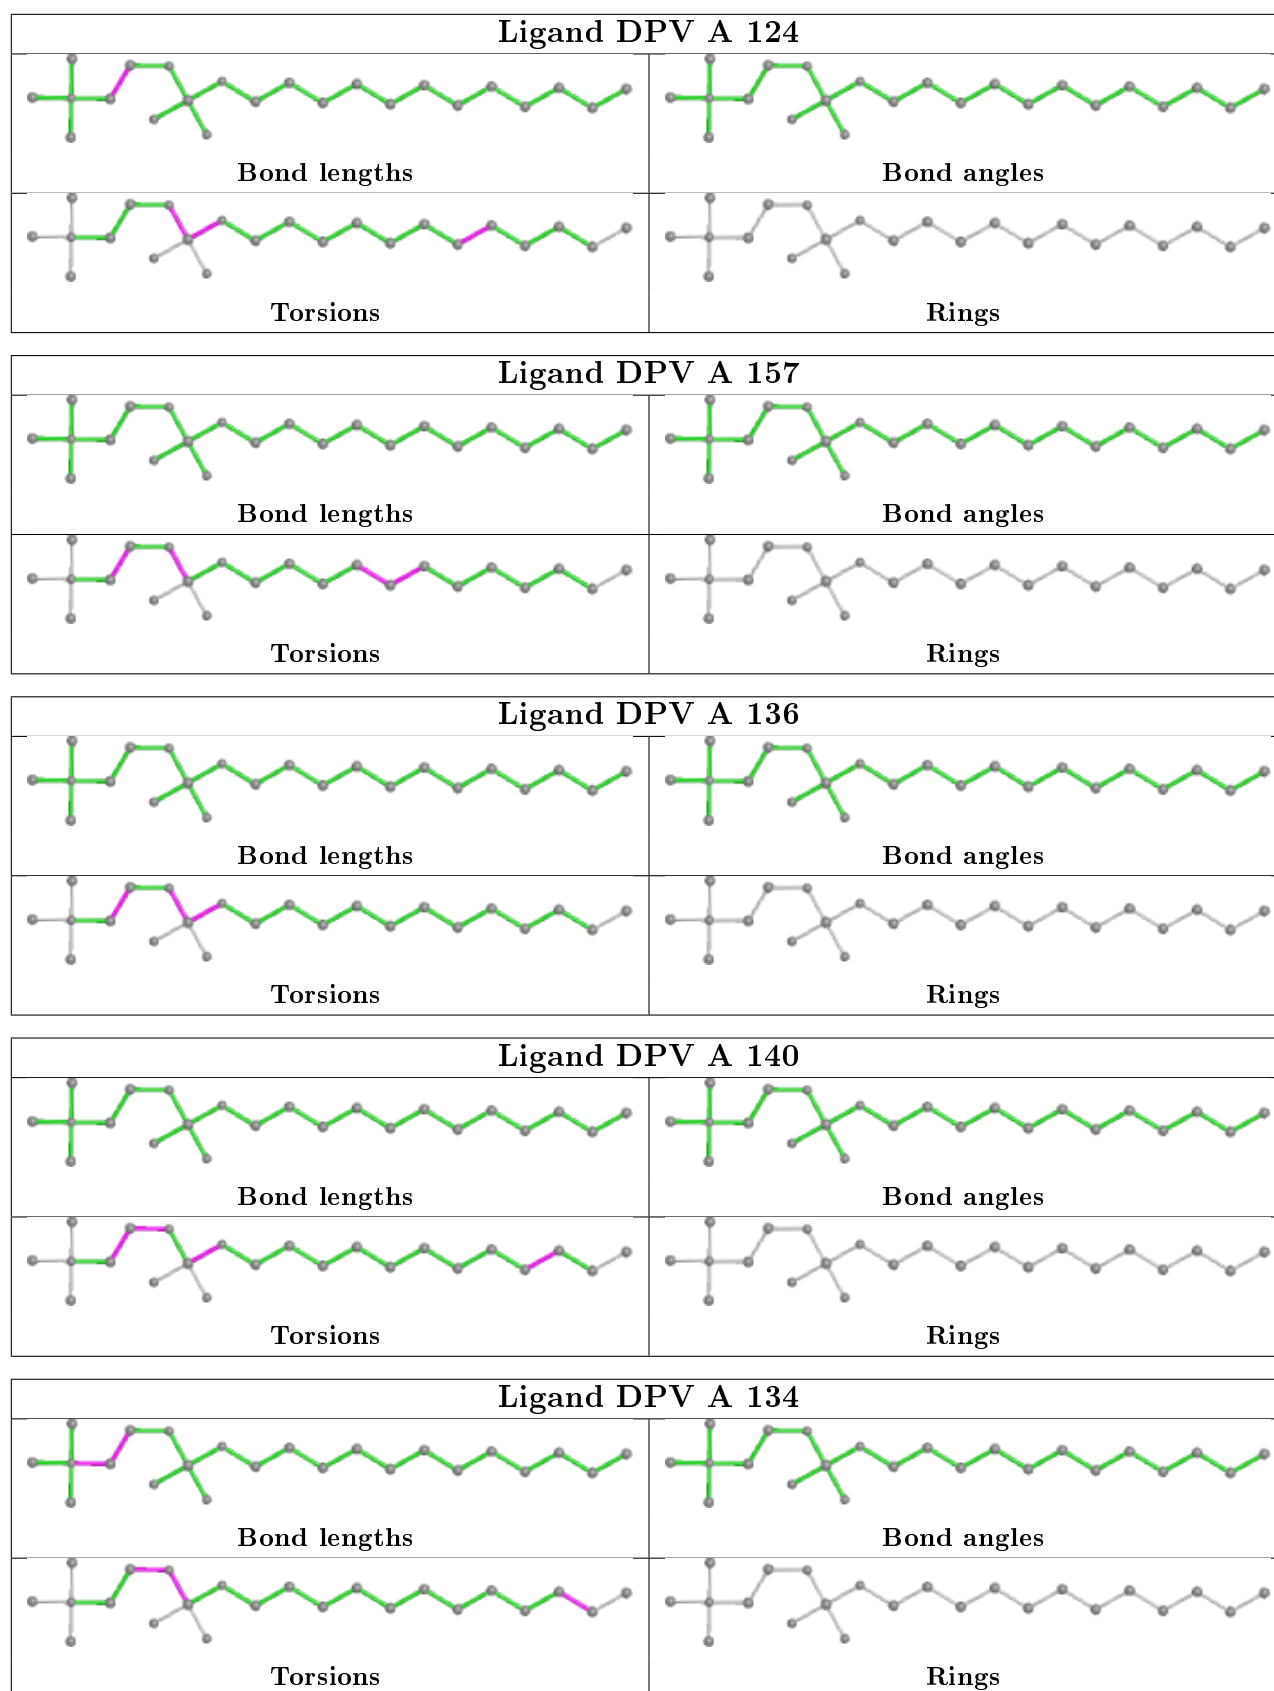 Ligand DPV A 124
Bond lengths
Bond angles
Torsions
Rings
Ligand DPV A 157
Bond lengths
Bond angles
Torsions
Rings
Ligand DPV A 136
Bond lengths
Bond angles
Torsions
Rings
Ligand DPV A 140
Bond lengths
Bond angles
Torsions
Rings
Ligand DPV A 134
Bond lengths
Bond angles
Torsions
Rings